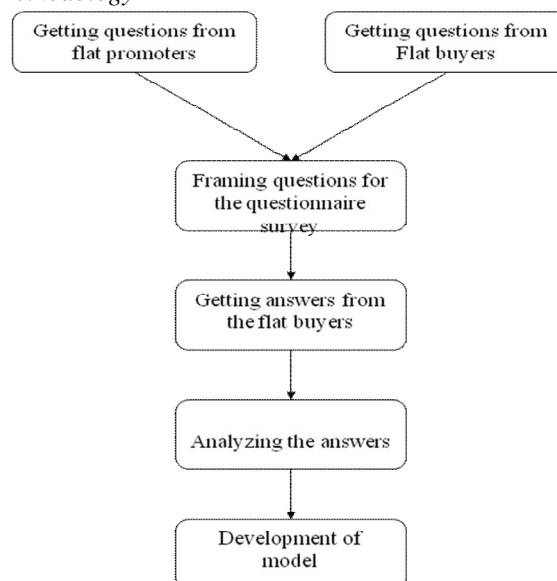 Getting questions from
flat promoters
Getting questions from
Flat buyers
Framing questions for
the questionnaire
survey
Getting answers from
the flat buyers
Analyzing the answers
Development of
model